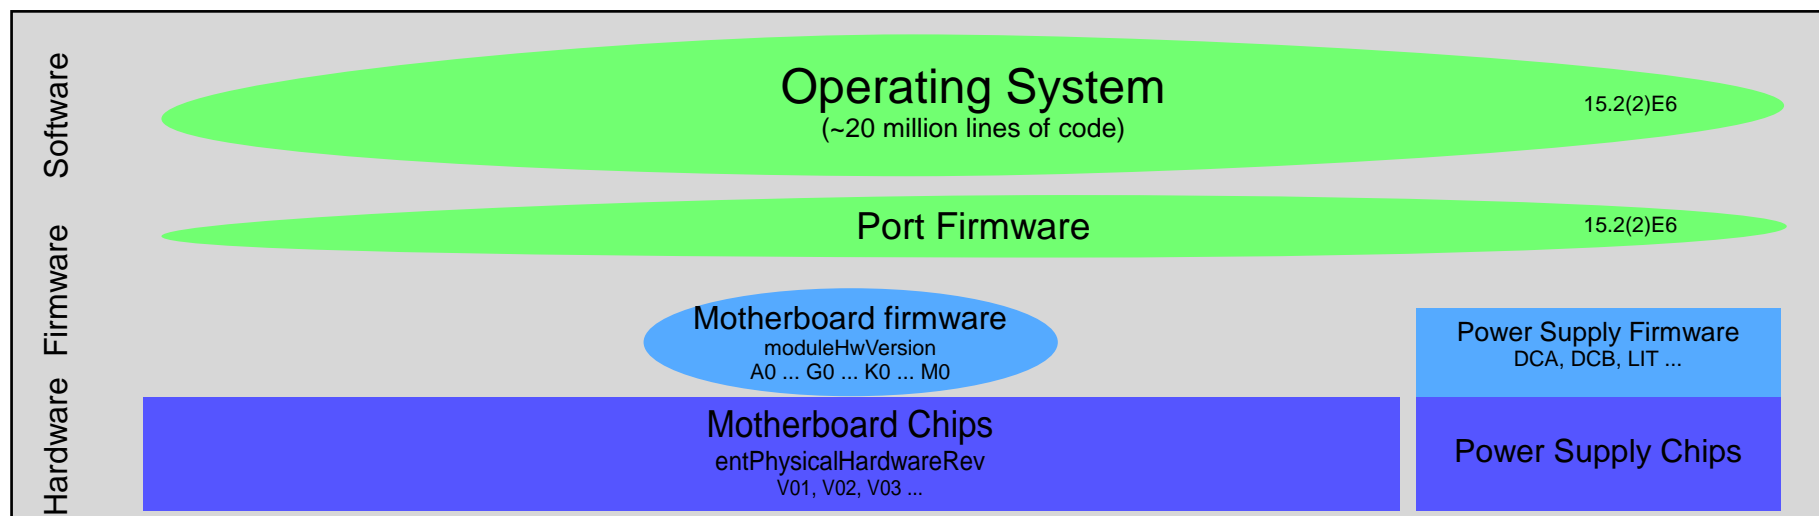 Software
Operating System
(~20 million lines of code)
15.2(2)E6
Firmware
Port Firmware
15.2(2)E6
Motherboard firmware
moduleHwVersion
A0 ... G0 ... K0 ... M0
Power Supply Firmware
DCA, DCB, LIT ...
Hardware
Motherboard Chips
entPhysicalHardwareRev
V01, V02, V03 ...
Power Supply Chips